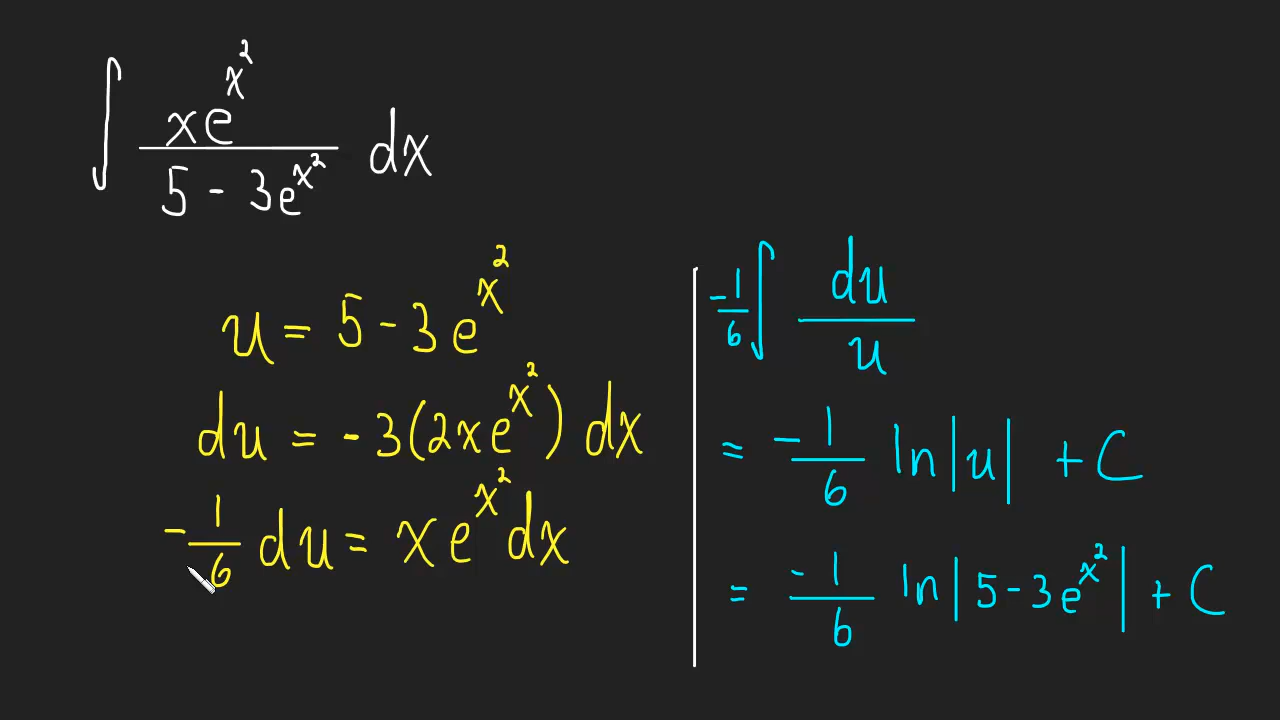 ∫ xe^x² / 5 - 3e^x² dx
u = 5 - 3e^x²
du = -3(2xe^x²) dx
-1/6 du = xe^x² dx
-1/6 ∫ du/u
= -1/6 ln|u| + C
= -1/6 ln|5 - 3e^x²| + C